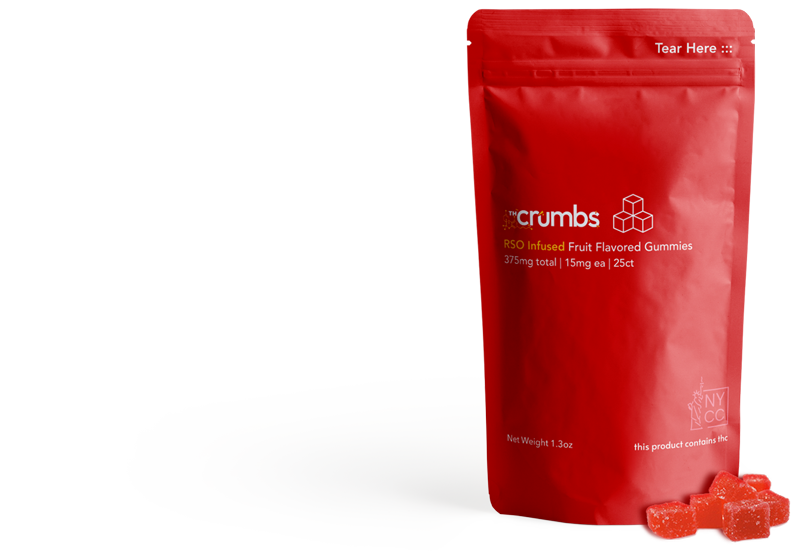 Tear Here :::
THcrumbs
RSO Infused Fruit Flavored Gummies
375mg total | 15mg ea | 25ct
NY
CO
Net Weight 1.3oz
this product contains thc